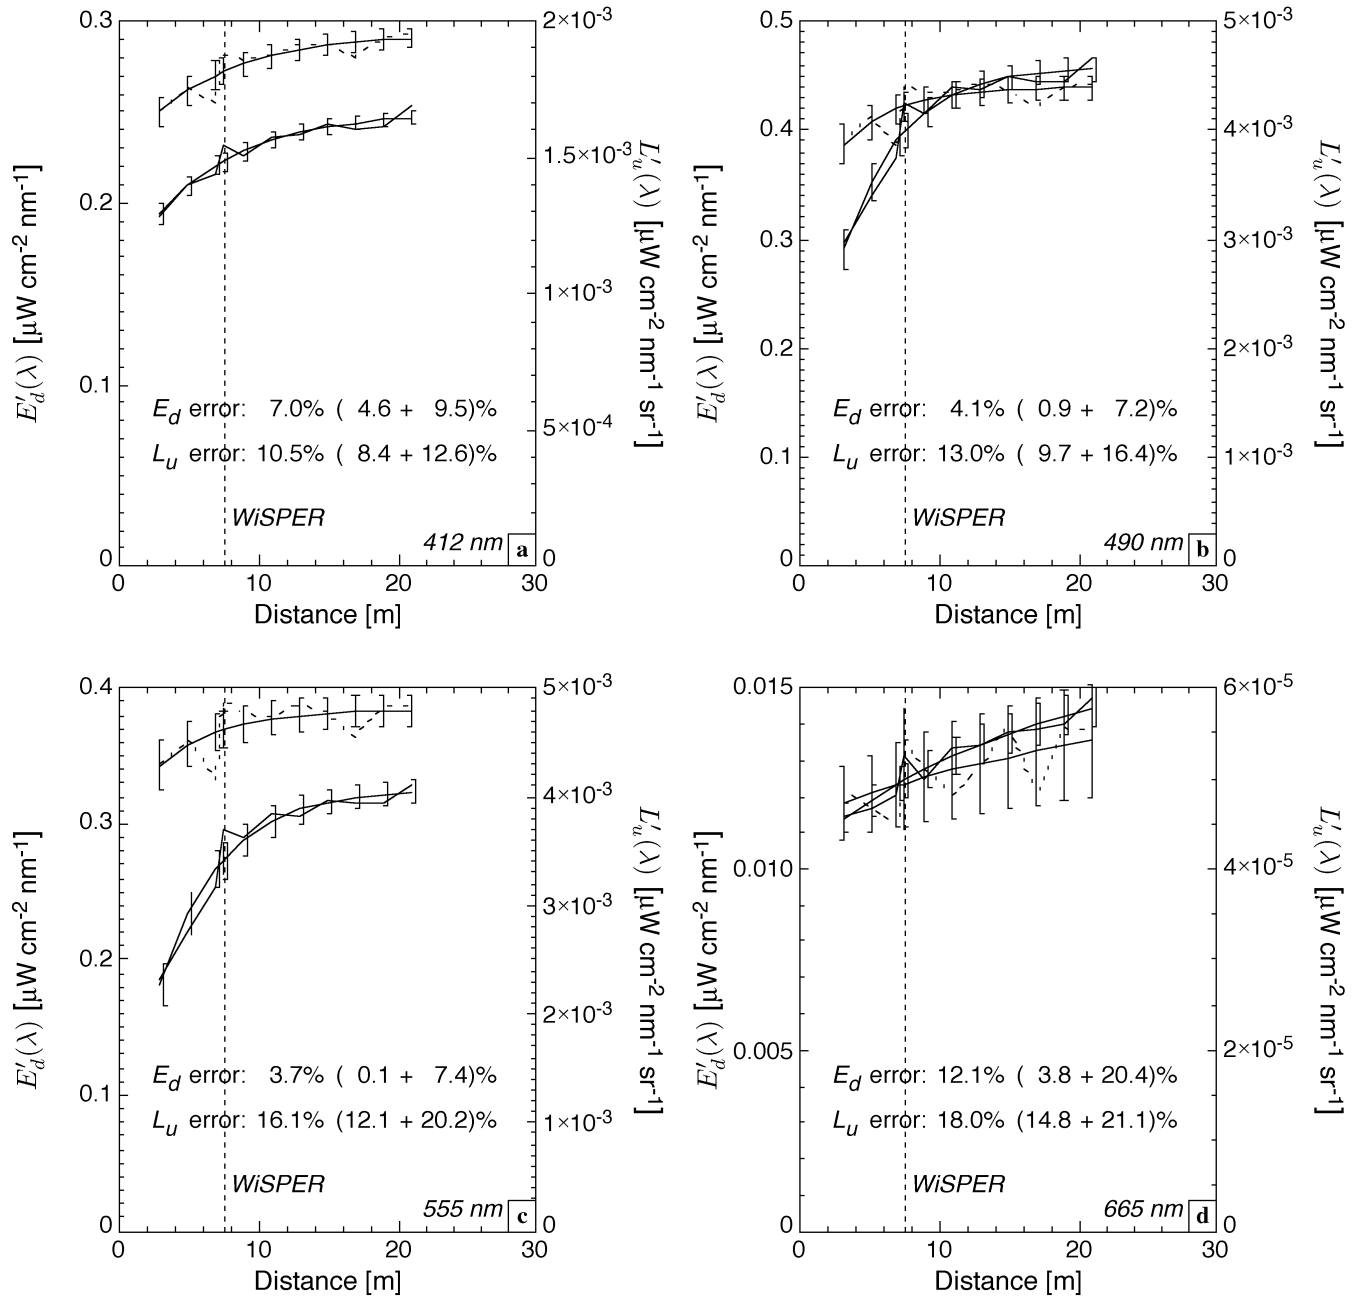 0.3
0.2
0.1
0
E′d(λ) [μW cm-2 nm-1]
2×10-3
1.5×10-3
1×10-3
5×10-4
0
L′u(λ) [μW cm-2 nm-1 sr-1]
Ed error: 7.0% ( 4.6 + 9.5)%
Lu error: 10.5% ( 8.4 + 12.6)%
WiSPER
412 nm a
0 10 20 30
Distance [m]
0.5
0.4
0.3
0.2
0.1
0
E′d(λ) [μW cm-2 nm-1]
5×10-3
4×10-3
3×10-3
2×10-3
1×10-3
0
L′u(λ) [μW cm-2 nm-1 sr-1]
Ed error: 4.1% ( 0.9 + 7.2)%
Lu error: 13.0% ( 9.7 + 16.4)%
WiSPER
490 nm b
0 10 20 30
Distance [m]
0.4
0.3
0.2
0.1
0
E′d(λ) [μW cm-2 nm-1]
5×10-3
4×10-3
3×10-3
2×10-3
1×10-3
0
L′u(λ) [μW cm-2 nm-1 sr-1]
Ed error: 3.7% ( 0.1 + 7.4)%
Lu error: 16.1% (12.1 + 20.2)%
WiSPER
555 nm c
0 10 20 30
Distance [m]
0.015
0.010
0.005
0
E′d(λ) [μW cm-2 nm-1]
6×10-5
4×10-5
2×10-5
0
L′u(λ) [μW cm-2 nm-1 sr-1]
Ed error: 12.1% ( 3.8 + 20.4)%
Lu error: 18.0% (14.8 + 21.1)%
WiSPER
665 nm d
0 10 20 30
Distance [m]